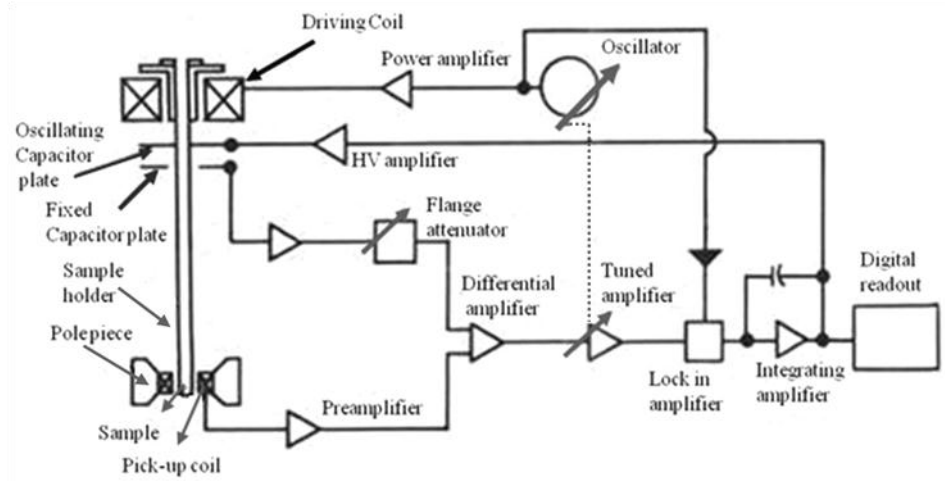 Driving Coil
Power amplifier
Oscillator
Oscillating
Capacitor
plate
HV amplifier
Fixed
Capacitor plate
Flange
attenuator
Sample
holder
Differential
amplifier
Tuned
amplifier
Digital
readout
Polepiece
Lock in
amplifier
Integrating
amplifier
Preamplifier
Sample
Pick-up coil